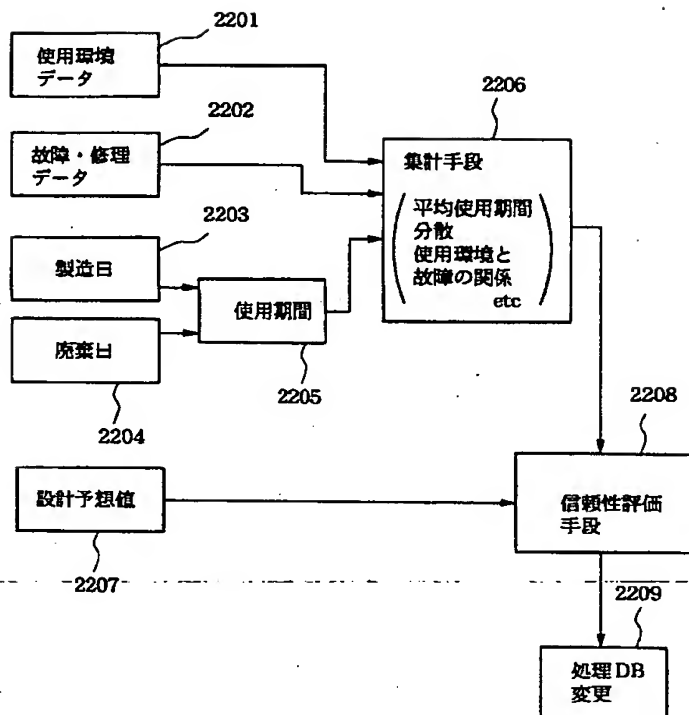 2201
使用環境
データ
2202
故障・修理
データ
2203
製造日
廃棄日
2204
使用期間
2205
2206
集計手段
平均使用期間
分散
使用環境と
故障の関係
etc
設計予想値
2207
2208
信頼性評価
手段
2209
処理DB
変更